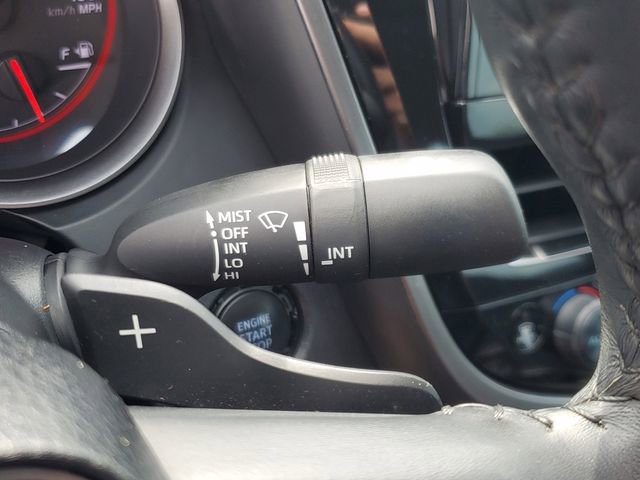 km/h MPH
F
MIST
OFF
INT
LO
HI
INT
ENGINE
START
STOP
+